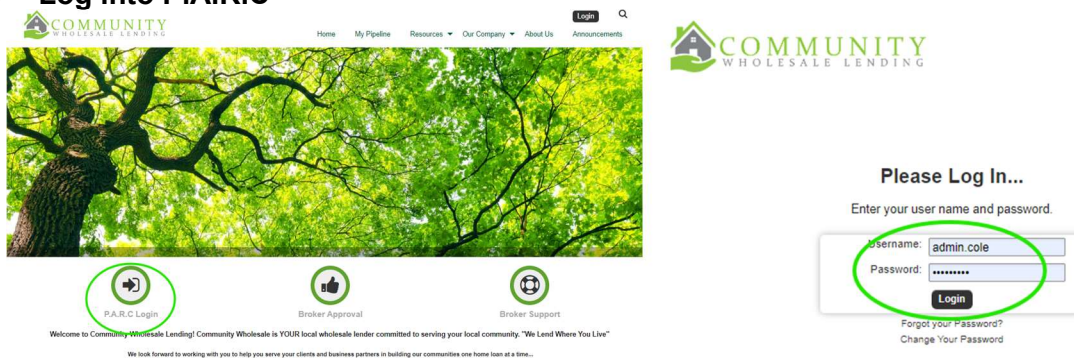 Log into P.A.R.C
COMMUNITY
WHOLESALE LENDING
Login
Home My Pipeline Resources Our Company About Us Announcements
P.A.R.C Login
Broker Approval
Broker Support
Welcome to Community Wholesale Lending! Community Wholesale is YOUR local wholesale lender committed to serving your local community. "We Lend Where You Live"
We look forward to working with you to help you serve your clients and business partners in building our communities one home loan at a time...
COMMUNITY
WHOLESALE LENDING
Please Log In...
Enter your user name and password.
Username: admin.cole
Password: •••••••••
Login
Forgot your Password?
Change Your Password